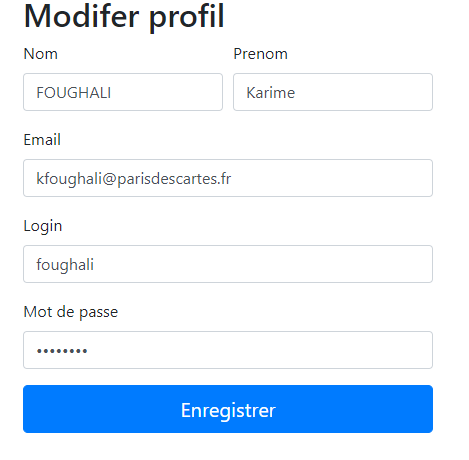 Modifer profil
Nom Prenom
FOUGHALI Karime
Email
kfoughali@parisdescartes.fr
Login
foughali
Mot de passe
••••••••
Enregistrer